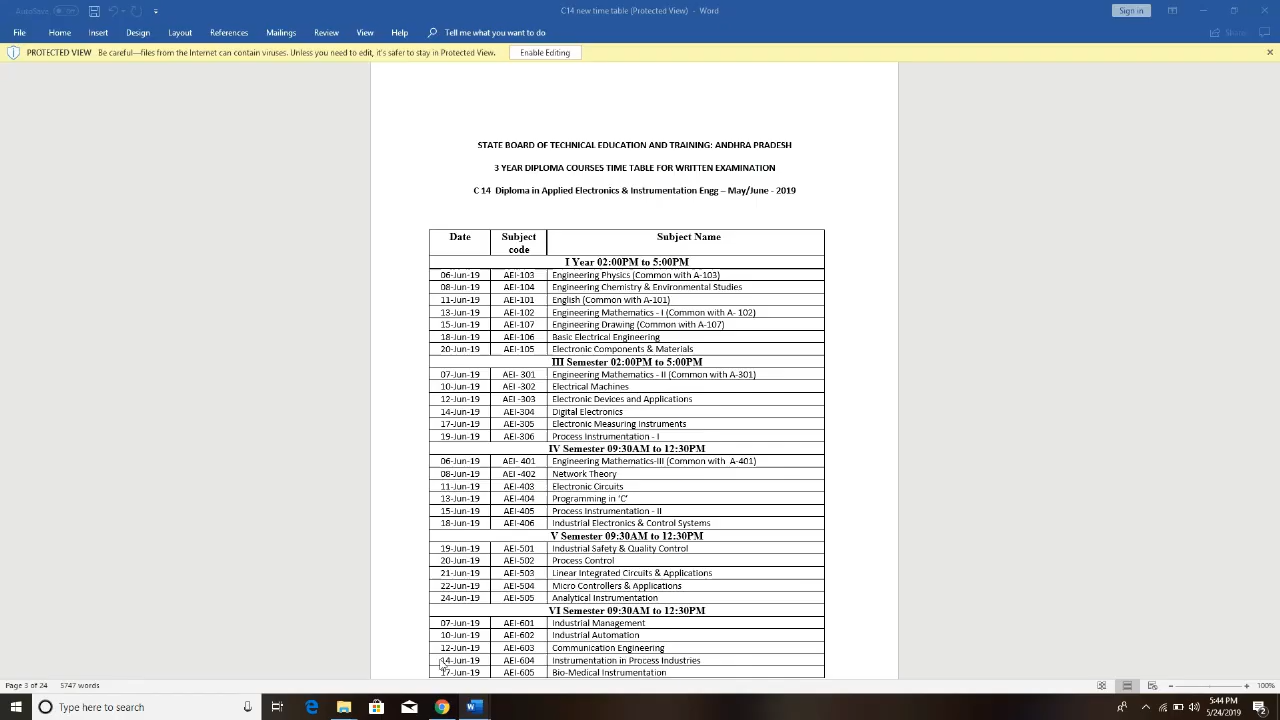 AutoSave Off C14 new time table (Protected View) - Word Sign in
File Home Insert Design Layout References Mailings Review View Help Tell me what you want to do Share
PROTECTED VIEW Be careful—files from the Internet can contain viruses. Unless you need to edit, it's safer to stay in Protected View. Enable Editing
STATE BOARD OF TECHNICAL EDUCATION AND TRAINING: ANDHRA PRADESH
3 YEAR DIPLOMA COURSES TIME TABLE FOR WRITTEN EXAMINATION
C 14 Diploma in Applied Electronics & Instrumentation Engg – May/June - 2019
Date Subject code Subject Name
I Year 02:00PM to 5:00PM
06-Jun-19 AEI-103 Engineering Physics (Common with A-103)
08-Jun-19 AEI-104 Engineering Chemistry & Environmental Studies
11-Jun-19 AEI-101 English (Common with A-101)
13-Jun-19 AEI-102 Engineering Mathematics - I (Common with A- 102)
15-Jun-19 AEI-107 Engineering Drawing (Common with A-107)
18-Jun-19 AEI-106 Basic Electrical Engineering
20-Jun-19 AEI-105 Electronic Components & Materials
III Semester 02:00PM to 5:00PM
07-Jun-19 AEI- 301 Engineering Mathematics - II (Common with A-301)
10-Jun-19 AEI -302 Electrical Machines
12-Jun-19 AEI -303 Electronic Devices and Applications
14-Jun-19 AEI-304 Digital Electronics
17-Jun-19 AEI-305 Electronic Measuring Instruments
19-Jun-19 AEI-306 Process Instrumentation - I
IV Semester 09:30AM to 12:30PM
06-Jun-19 AEI- 401 Engineering Mathematics-III (Common with A-401)
08-Jun-19 AEI -402 Network Theory
11-Jun-19 AEI-403 Electronic Circuits
13-Jun-19 AEI-404 Programming in ‘C’
15-Jun-19 AEI-405 Process Instrumentation - II
18-Jun-19 AEI-406 Industrial Electronics & Control Systems
V Semester 09:30AM to 12:30PM
19-Jun-19 AEI-501 Industrial Safety & Quality Control
20-Jun-19 AEI-502 Process Control
21-Jun-19 AEI-503 Linear Integrated Circuits & Applications
22-Jun-19 AEI-504 Micro Controllers & Applications
24-Jun-19 AEI-505 Analytical Instrumentation
VI Semester 09:30AM to 12:30PM
07-Jun-19 AEI-601 Industrial Management
10-Jun-19 AEI-602 Industrial Automation
12-Jun-19 AEI-603 Communication Engineering
14-Jun-19 AEI-604 Instrumentation in Process Industries
17-Jun-19 AEI-605 Bio-Medical Instrumentation
Page 3 of 24 5747 words 100%
Type here to search 5:44 PM
5/24/2019 2